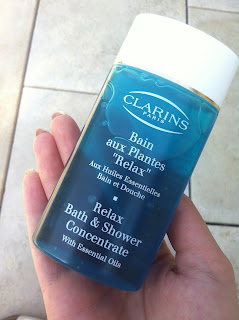 CLARINS
PARIS
Bain
aux Plantes
"Relax"
Aux Huiles Essentielles
Bain et Douche
Relax
Bath & Shower
Concentrate
With Essential Oils